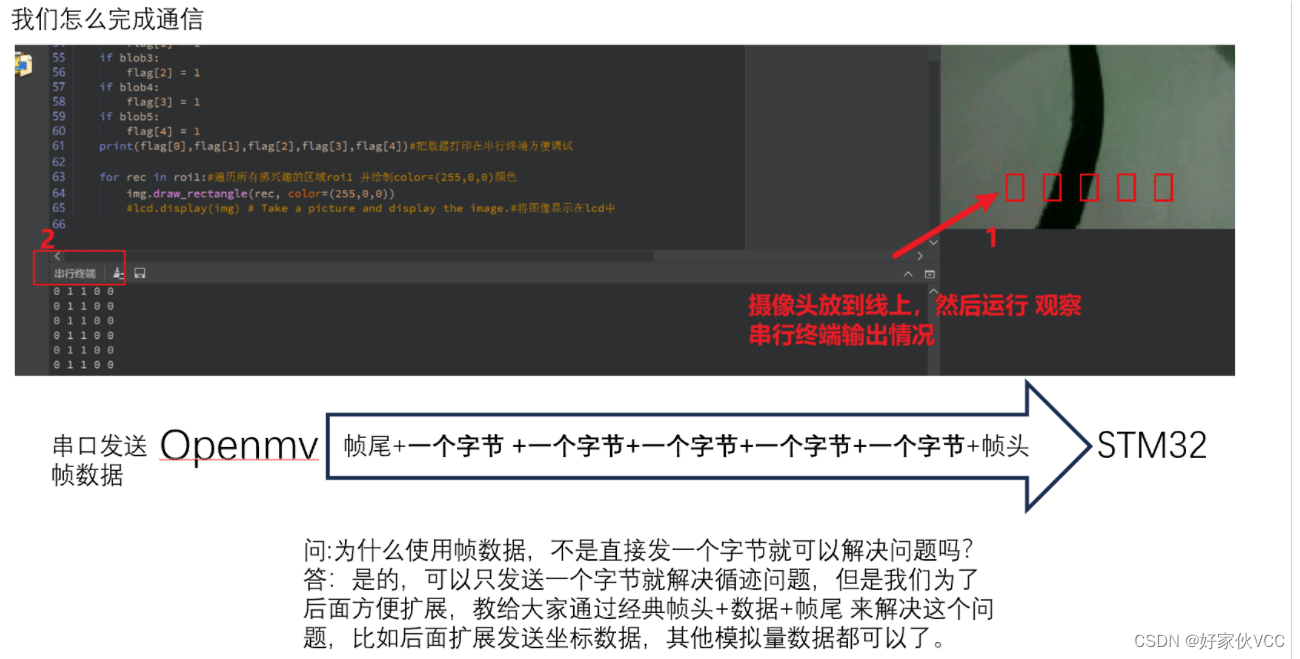 我们怎么完成通信
55 if blob3:
56 flag[2] = 1
57 if blob4:
58 flag[3] = 1
59 if blob5:
60 flag[4] = 1
61 print(flag[0],flag[1],flag[2],flag[3],flag[4])#把数据打印在串行终端方便调试
62
63 for rec in roi1:#遍历所有感兴趣的区域roi1 并绘制color=(255,0,0)颜色
64 img.draw_rectangle(rec, color=(255,0,0))
65 #lcd.display(img) # Take a picture and display the image.#将图像显示在lcd中
66
1
2
串行终端
0 1 1 0 0
0 1 1 0 0
0 1 1 0 0
0 1 1 0 0
0 1 1 0 0
0 1 1 0 0
摄像头放到线上，然后运行 观察
串行终端输出情况
串口发送
帧数据
Openmv
帧尾+一个字节 +一个字节+一个字节+一个字节+一个字节+帧头
STM32
问:为什么使用帧数据，不是直接发一个字节就可以解决问题吗?
答：是的，可以只发送一个字节就解决循迹问题，但是我们为了
后面方便扩展，教给大家通过经典帧头+数据+帧尾 来解决这个问
题，比如后面扩展发送坐标数据，其他模拟量数据都可以了。
CSDN @好家伙VCC